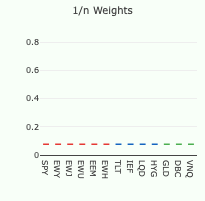 1/n Weights
0.8
0.6
0.4
0.2
0
SPY
EWY
EWJ
EWU
EEM
EWH
TLT
IEF
LQD
HYG
GLD
DBC
VNQ